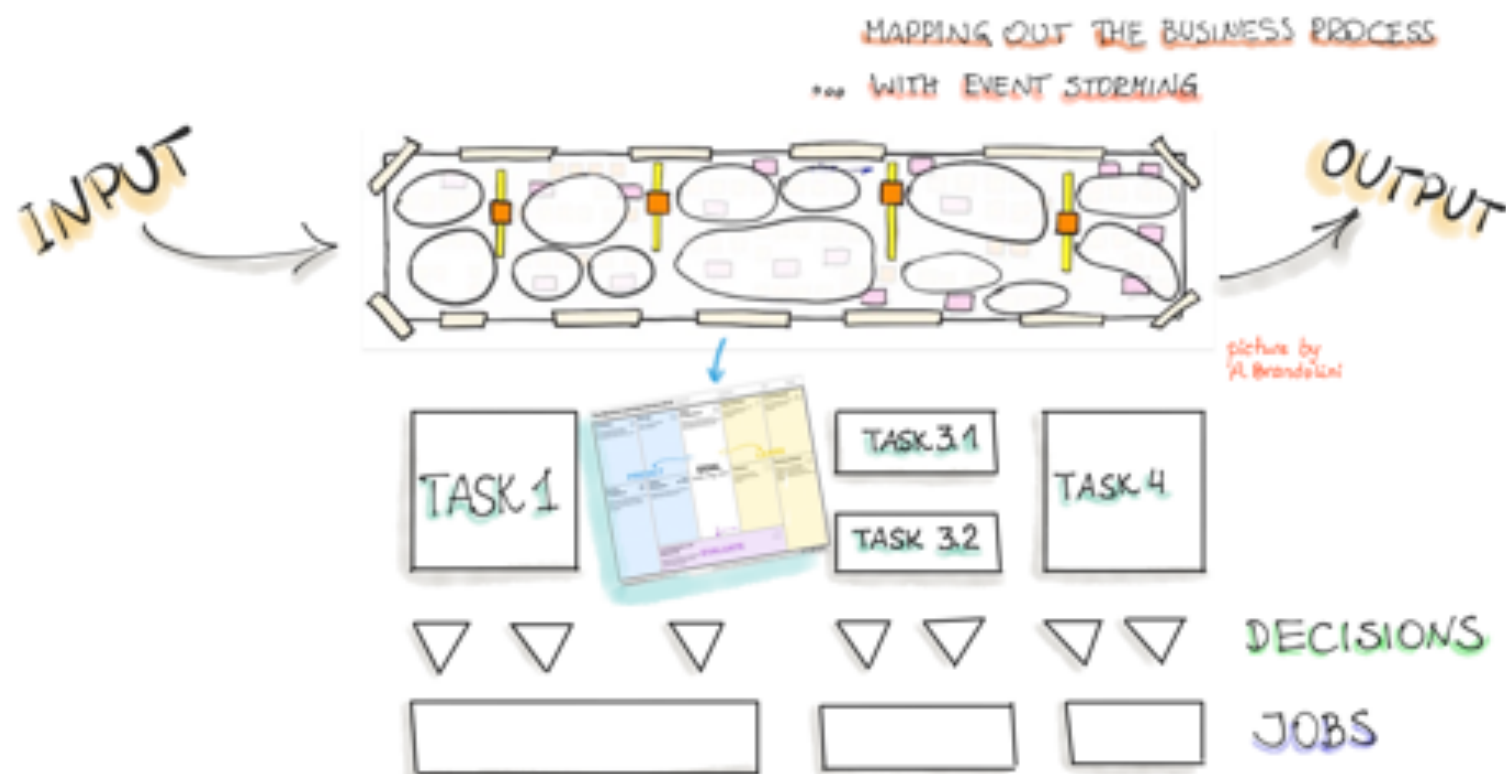 MAPPING OUT THE BUSINESS PROCESS
... WITH EVENT STORMING
INPUT
OUTPUT
picture by
A. Brandolini
TASK 1
TASK 3.1
TASK 3.2
TASK 4
DECISIONS
JOBS